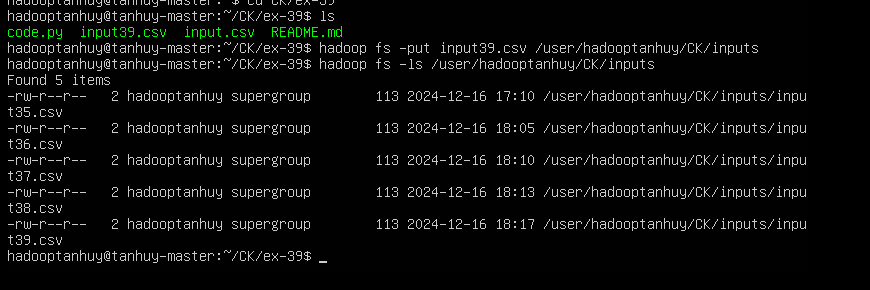 hadooptanhuy@tanhuy-master:~$ cd CK/ex-39
hadooptanhuy@tanhuy-master:~/CK/ex-39$ ls
code.py  input39.csv  input.csv  README.md
hadooptanhuy@tanhuy-master:~/CK/ex-39$ hadoop fs -put input39.csv /user/hadooptanhuy/CK/inputs
hadooptanhuy@tanhuy-master:~/CK/ex-39$ hadoop fs -ls /user/hadooptanhuy/CK/inputs
Found 5 items
-rw-r--r--   2 hadooptanhuy supergroup        113 2024-12-16 17:10 /user/hadooptanhuy/CK/inputs/inpu
t35.csv
-rw-r--r--   2 hadooptanhuy supergroup        113 2024-12-16 18:05 /user/hadooptanhuy/CK/inputs/inpu
t36.csv
-rw-r--r--   2 hadooptanhuy supergroup        113 2024-12-16 18:10 /user/hadooptanhuy/CK/inputs/inpu
t37.csv
-rw-r--r--   2 hadooptanhuy supergroup        113 2024-12-16 18:13 /user/hadooptanhuy/CK/inputs/inpu
t38.csv
-rw-r--r--   2 hadooptanhuy supergroup        113 2024-12-16 18:17 /user/hadooptanhuy/CK/inputs/inpu
t39.csv
hadooptanhuy@tanhuy-master:~/CK/ex-39$ _